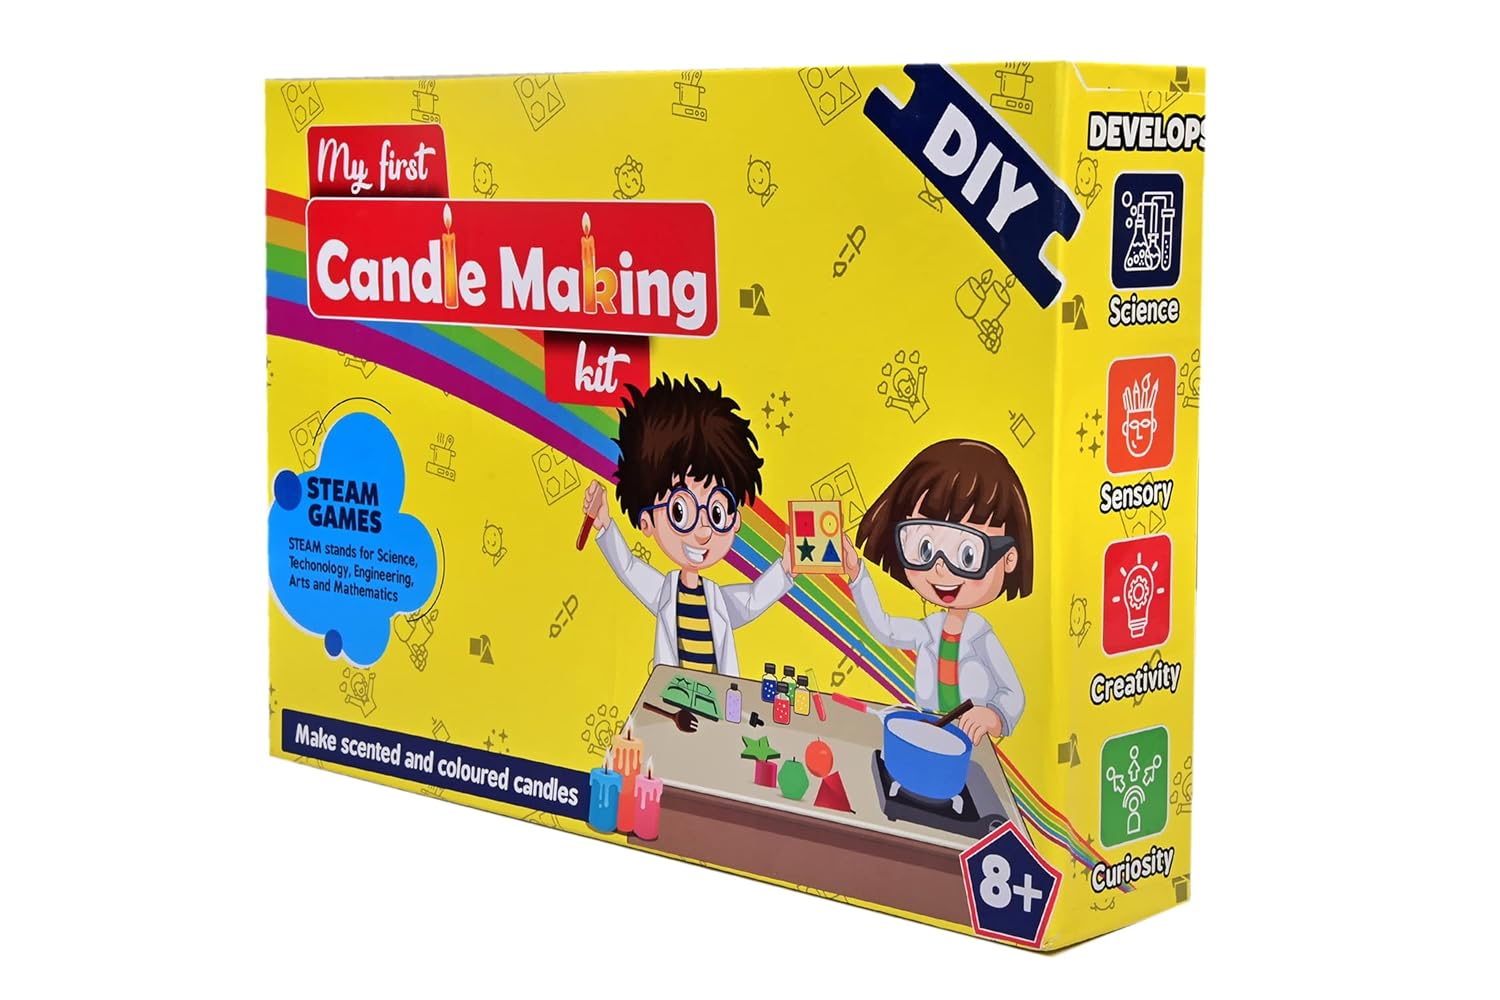 My first
Candle Making
kit
DIY
STEAM
GAMES
STEAM stands for Science,
Techonology, Engineering,
Arts and Mathematics
Make scented and coloured candles
8+
DEVELOPS
Science
Sensory
Creativity
Curiosity